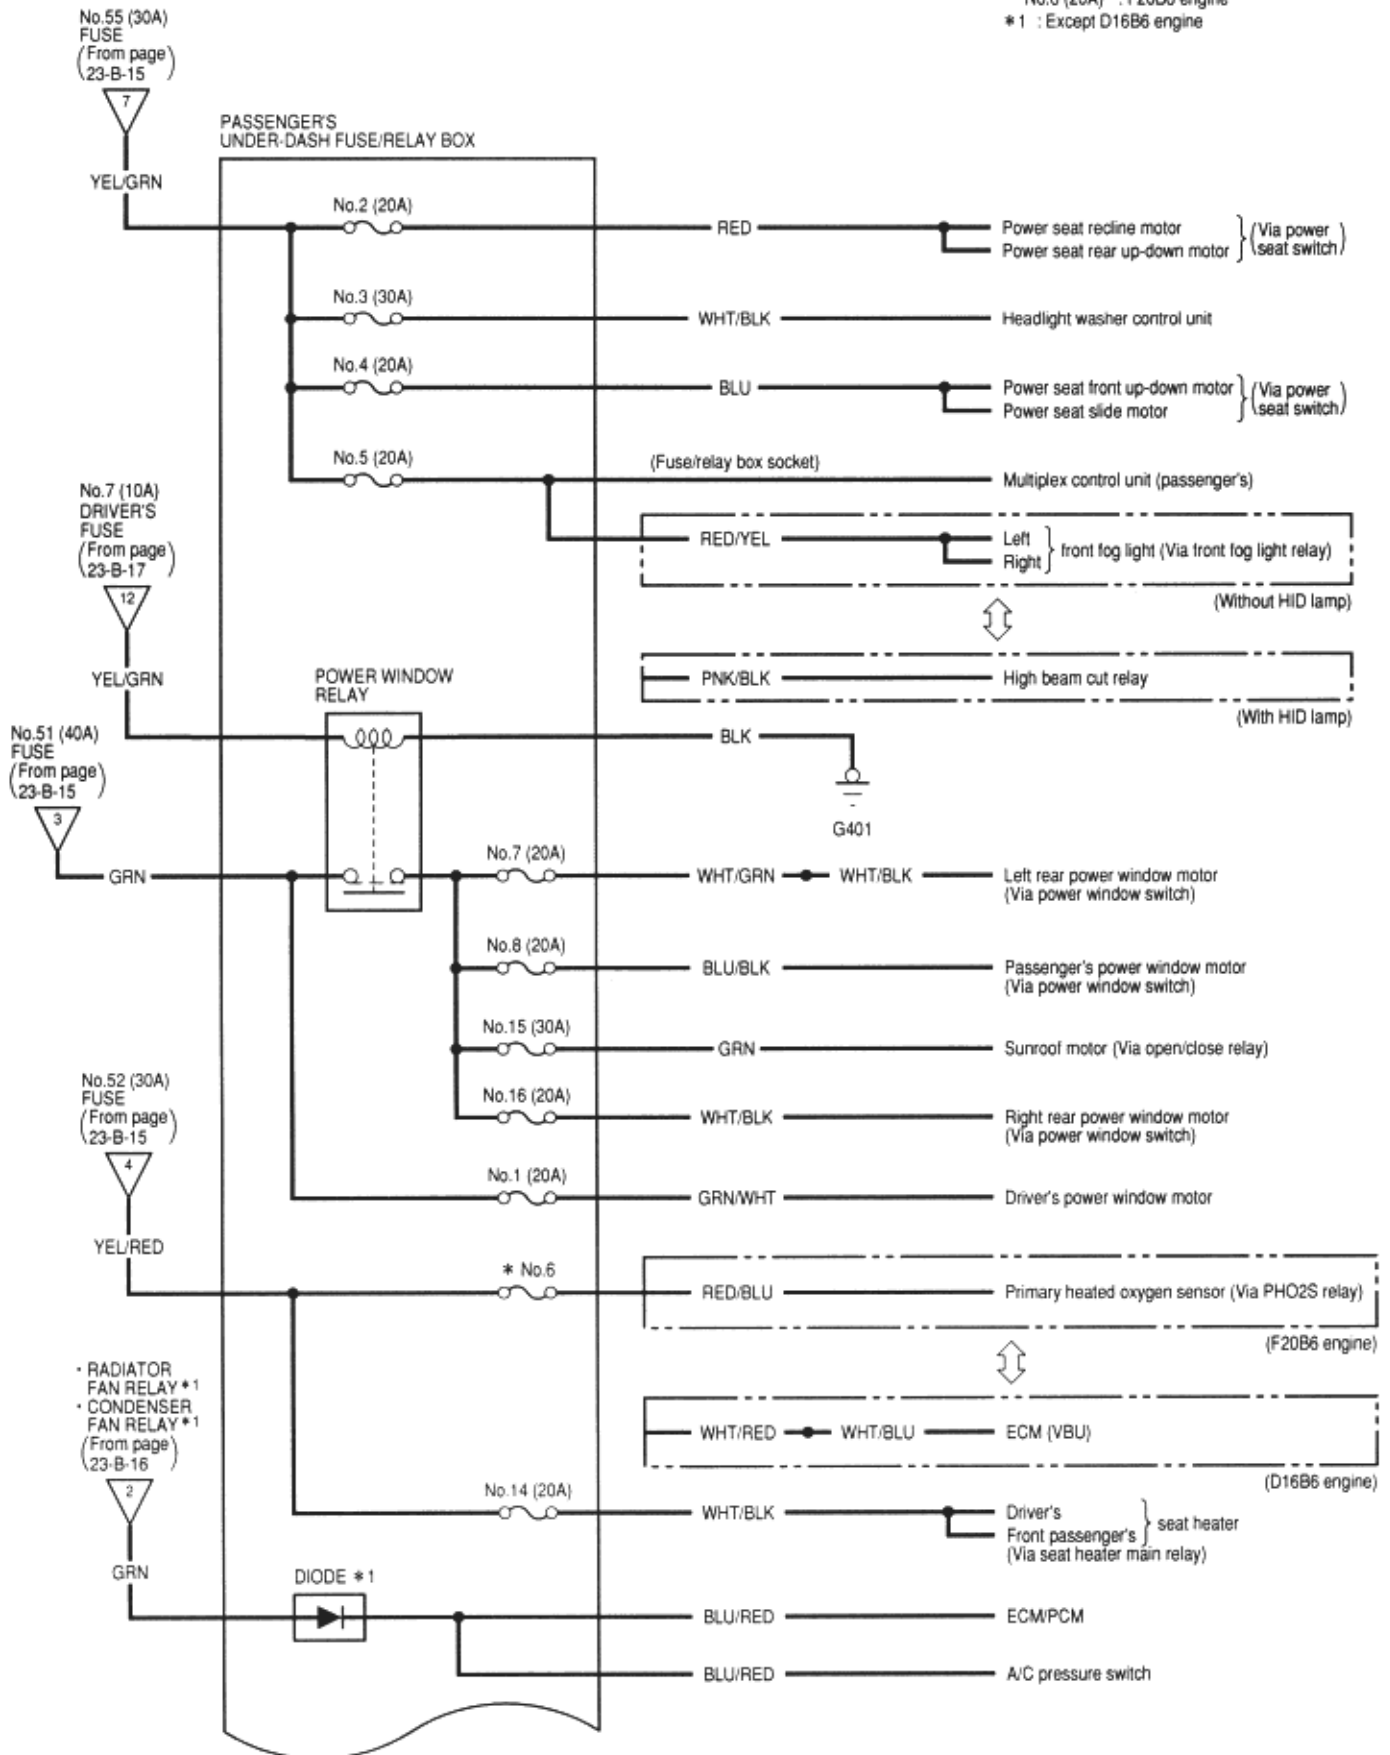 No.6 (20A) : F20B6 engine
*1 : Except D16B6 engine
No.55 (30A)
FUSE
(From page
23-B-15)
7
YEL/GRN
PASSENGER'S
UNDER-DASH FUSE/RELAY BOX
No.2 (20A)
RED
Power seat recline motor
Power seat rear up-down motor
(Via power
seat switch)
No.3 (30A)
WHT/BLK
Headlight washer control unit
No.4 (20A)
BLU
Power seat front up-down motor
Power seat slide motor
(Via power
seat switch)
No.5 (20A)
(Fuse/relay box socket)
Multiplex control unit (passenger's)
RED/YEL
Left
Right
front fog light (Via front fog light relay)
(Without HID lamp)
PNK/BLK
High beam cut relay
(With HID lamp)
No.7 (10A)
DRIVER'S
FUSE
(From page
23-B-17)
12
YEL/GRN
POWER WINDOW
RELAY
BLK
G401
No.51 (40A)
FUSE
(From page
23-B-15)
3
GRN
No.7 (20A)
WHT/GRN
WHT/BLK
Left rear power window motor
(Via power window switch)
No.8 (20A)
BLU/BLK
Passenger's power window motor
(Via power window switch)
No.15 (30A)
GRN
Sunroof motor (Via open/close relay)
No.16 (20A)
WHT/BLK
Right rear power window motor
(Via power window switch)
No.1 (20A)
GRN/WHT
Driver's power window motor
No.52 (30A)
FUSE
(From page
23-B-15)
4
YEL/RED
* No.6
RED/BLU
Primary heated oxygen sensor (Via PHO2S relay)
(F20B6 engine)
WHT/RED
WHT/BLU
ECM (VBU)
(D16B6 engine)
No.14 (20A)
WHT/BLK
Driver's
Front passenger's
seat heater
(Via seat heater main relay)
· RADIATOR
FAN RELAY *1
· CONDENSER
FAN RELAY *1
(From page
23-B-16)
2
GRN
DIODE *1
BLU/RED
ECM/PCM
BLU/RED
A/C pressure switch